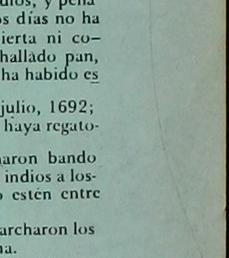 dios, y pena
s días no ha
ierta ni co-
hallado pan,
ha habido es
julio, 1692;
haya regato-
aron bando
indios a los-
o estén entre
archaron los
na.